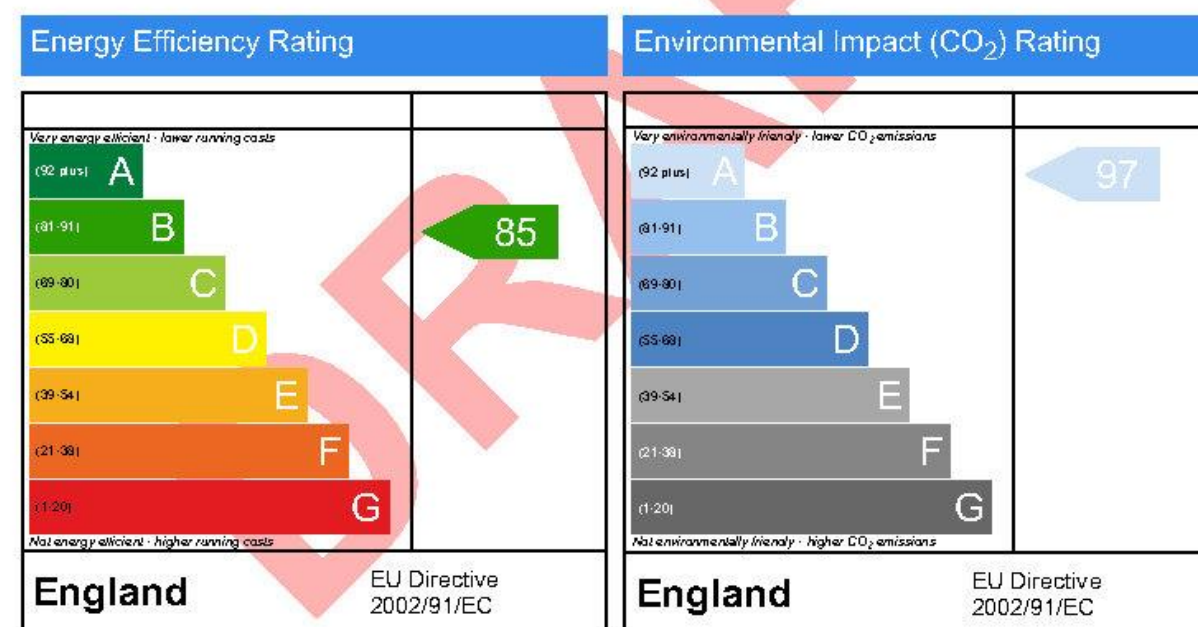 Energy Efficiency Rating
Very energy efficient - lower running costs
(92 plus) A
(81-91) B
85
(69-80) C
(55-68) D
(39-54) E
(21-38) F
(1-20) G
Not energy efficient - higher running costs
England
EU Directive
2002/91/EC
Environmental Impact (CO₂) Rating
Very environmentally friendly - lower CO₂ emissions
(92 plus) A
97
(81-91) B
(69-80) C
(55-68) D
(39-54) E
(21-38) F
(1-20) G
Not environmentally friendly - higher CO₂ emissions
England
EU Directive
2002/91/EC
DRA